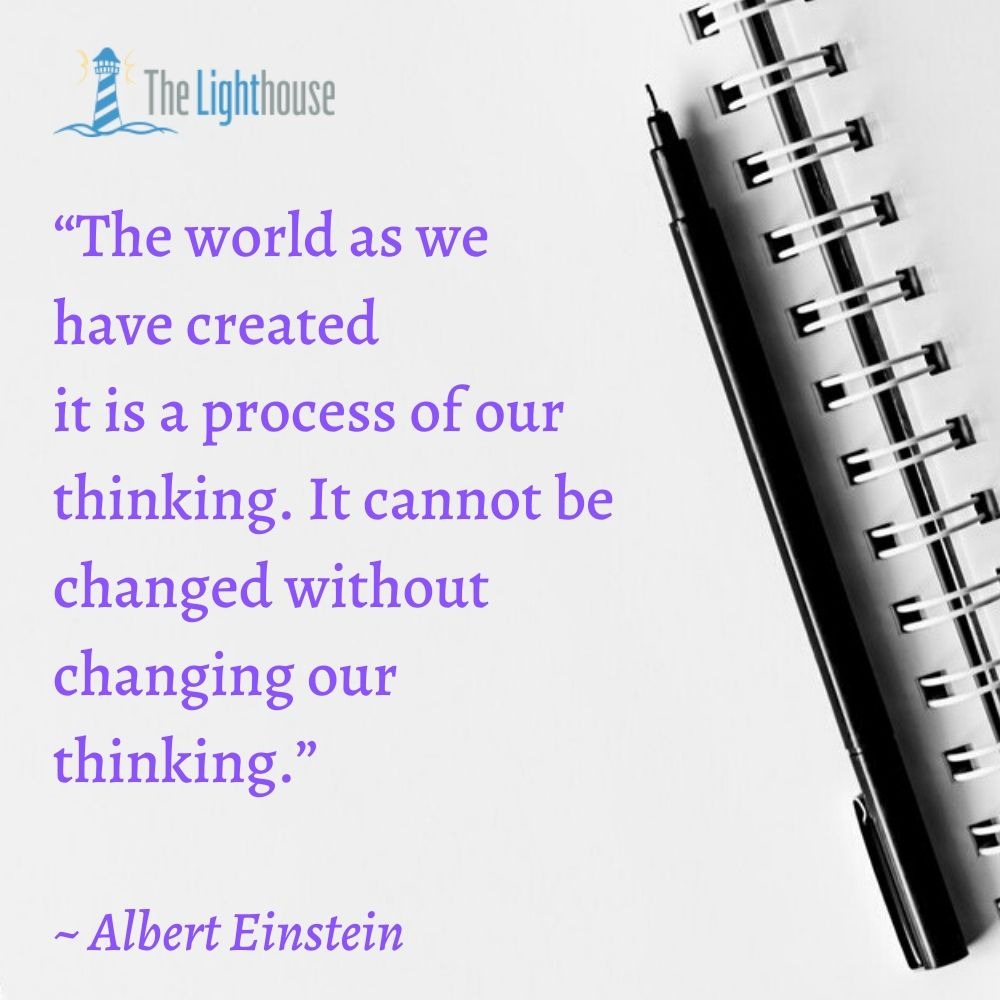 The Lighthouse
“The world as we
have created
it is a process of our
thinking. It cannot be
changed without
changing our
thinking.”
~ Albert Einstein